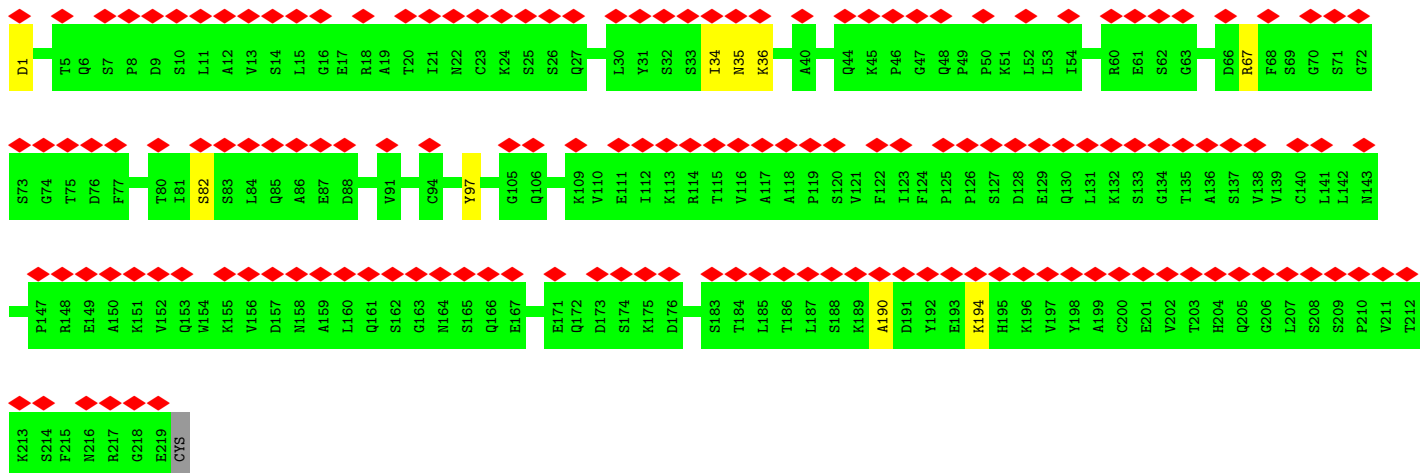 D1 T5 Q6 S7 P8 D9 S10 L11 A12 V13 S14 L15 G16 E17 R18 A19 T20 I21 N22 C23 K24 S25 S26 Q27 L30 Y31 S32 S33 I34 N35 K36 A40 Q44 K45 P46 G47 Q48 P49 P50 K51 L52 L53 I54 R60 E61 S62 G63 D66 R67 F68 S69 G70 S71 G72
S73 G74 T75 D76 F77 T80 I81 S82 S83 L84 Q85 A86 E87 D88 V91 C94 Y97 G105 Q106 K109 V110 E111 I112 K113 R114 T115 V116 A117 A118 P119 S120 V121 F122 I123 F124 P125 P126 S127 D128 E129 Q130 L131 K132 S133 G134 T135 A136 S137 V138 V139 C140 L141 L142 N143
P147 R148 E149 A150 K151 V152 Q153 W154 K155 V156 D157 N158 A159 L160 Q161 S162 G163 N164 S165 Q166 E167 E171 Q172 D173 S174 K175 D176 S183 T184 L185 T186 L187 S188 K189 A190 D191 Y192 E193 K194 H195 K196 V197 Y198 A199 C200 E201 V202 T203 H204 Q205 G206 L207 S208 S209 P210 V211 T212
K213 S214 F215 N216 R217 G218 E219 CYS